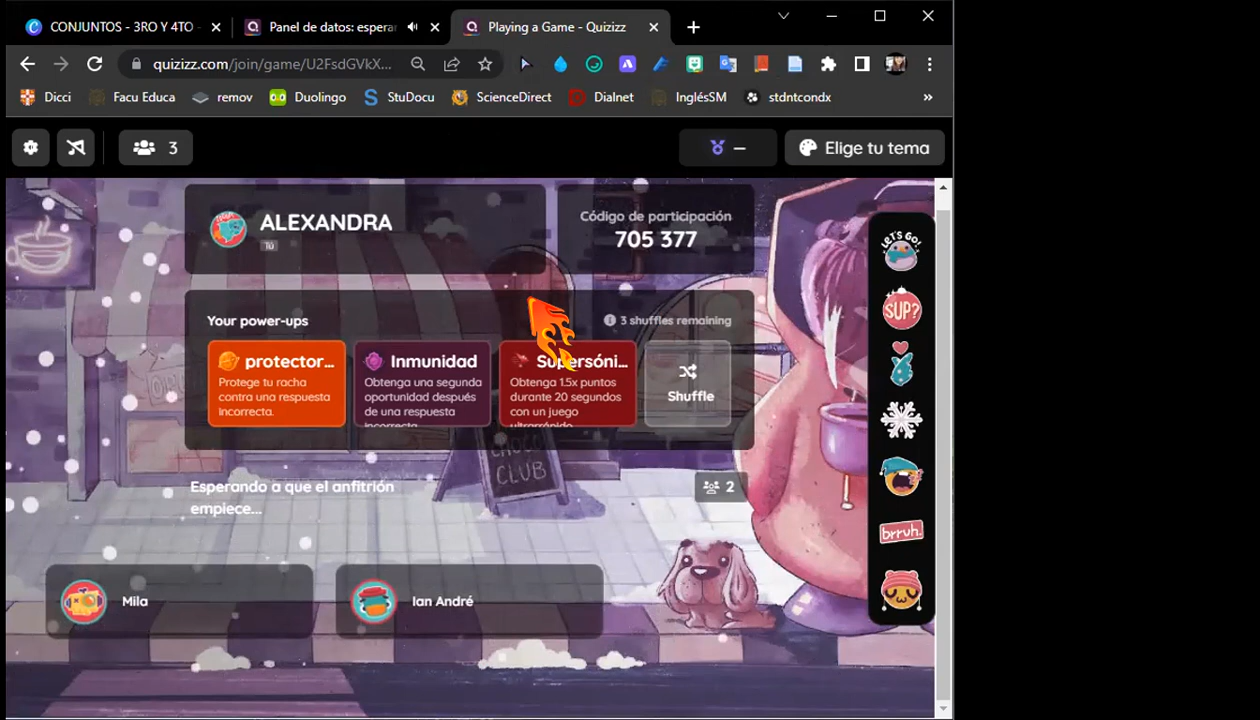 CONJUNTOS - 3RO Y 4TO -
Panel de datos: esperar
Playing a Game - Quizizz
quizizz.com/join/game/U2FsdGVkX...
Dicci
Facu Educa
remov
Duolingo
StuDocu
ScienceDirect
Dialnet
InglésSM
stdntcondx
»
3
—
Elige tu tema
ALEXANDRA
Tú
Código de participación
705 377
LET'S GO!
SUP?
Your power-ups
3 shuffles remaining
protector...
Protege tu racha
contra una respuesta
incorrecta.
Inmunidad
Obtenga una segunda
oportunidad después
de una respuesta
incorrecta
Supersóni...
Obtenga 1.5x puntos
durante 20 segundos
con un juego
ultrarrápido
Shuffle
CHOCO
CLUB
Esperando a que el anfitrión
empiece...
2
brruh.
Mila
Ian André